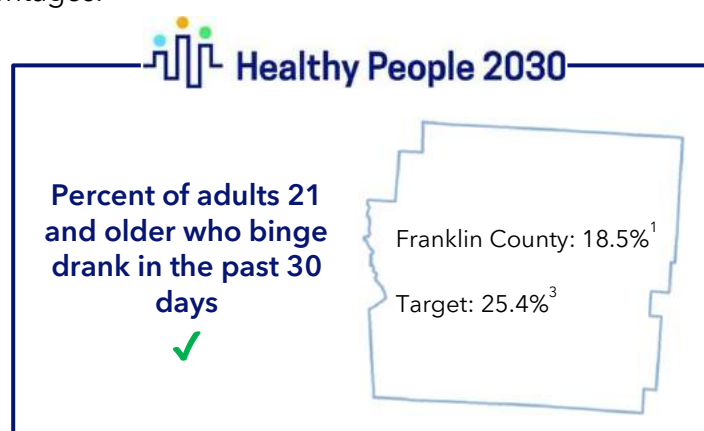 ntages.
Healthy People 2030
Percent of adults 21
and older who binge
drank in the past 30
days
✓
Franklin County: 18.5%¹
Target: 25.4%³